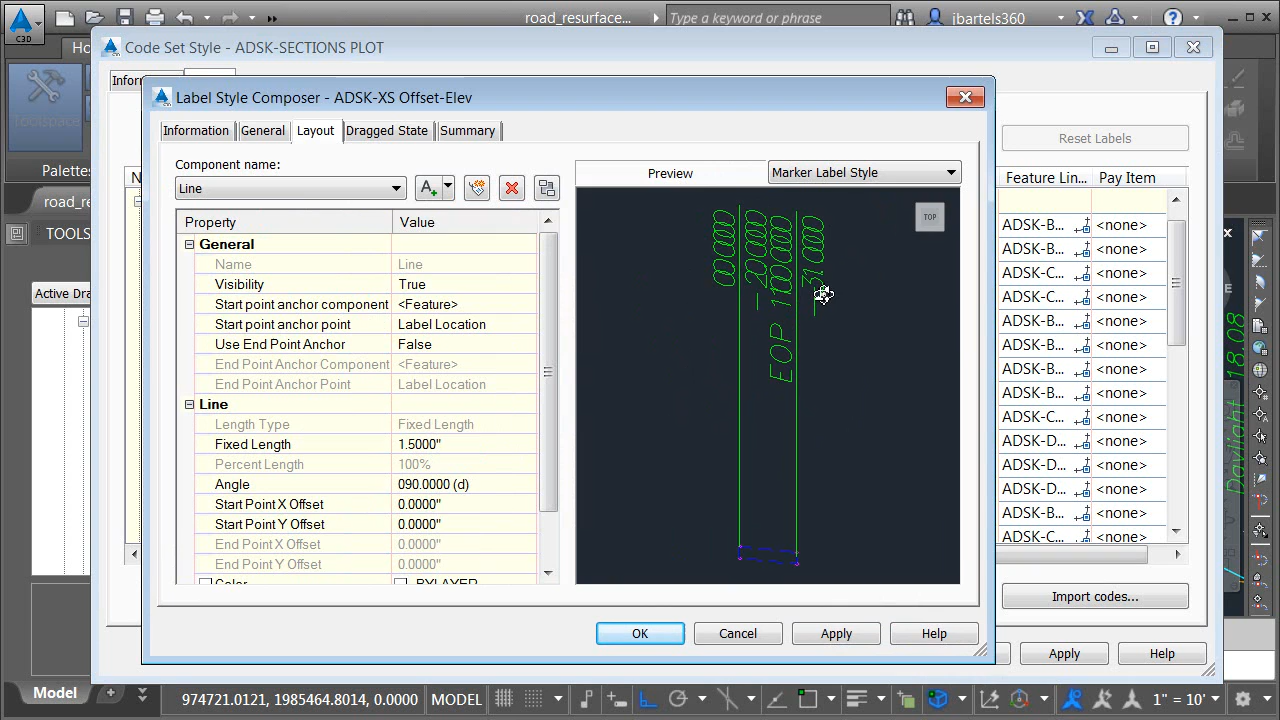 C3D
road_resurface...
Type a keyword or phrase
jbartels360
Code Set Style - ADSK-SECTIONS PLOT
Toolspace
Palettes
road_re
TOOLS
Active Dra
Label Style Composer - ADSK-XS Offset-Elev
Information
General
Layout
Dragged State
Summary
Component name:
Line
Preview
Marker Label Style
TOP
Property Value
General
Name Line
Visibility True
Start point anchor component <Feature>
Start point anchor point Label Location
Use End Point Anchor False
End Point Anchor Component <Feature>
End Point Anchor Point Label Location
Line
Length Type Fixed Length
Fixed Length 1.5000"
Percent Length 100%
Angle 090.0000 (d)
Start Point X Offset 0.0000"
Start Point Y Offset 0.0000"
End Point X Offset 0.0000"
End Point Y Offset 0.0000"
Color BYLAYER
OK
Cancel
Apply
Help
Reset Labels
Feature Lin... Pay Item
ADSK-B... <none>
ADSK-B... <none>
ADSK-C... <none>
ADSK-C... <none>
ADSK-B... <none>
ADSK-B... <none>
ADSK-B... <none>
ADSK-B... <none>
ADSK-C... <none>
ADSK-D... <none>
ADSK-B... <none>
ADSK-D... <none>
ADSK-B... <none>
ADSK-C... <none>
Import codes...
Apply
Help
Daylight 18.08
Model
974721.0121, 1985464.8014, 0.0000
MODEL
1" = 10'